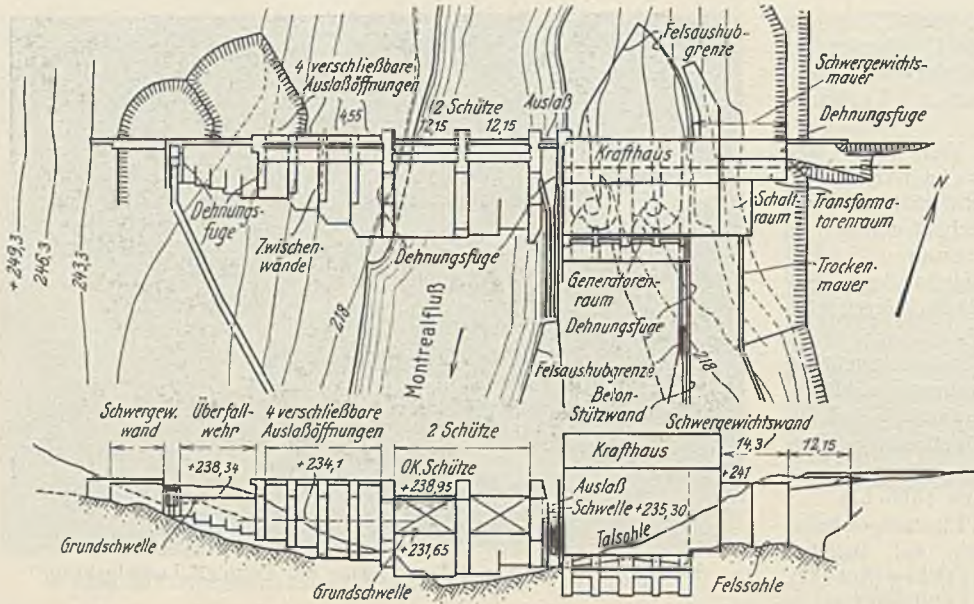 Felsaushub-
grenze
4 verschließbare
Auslaßöffnungen
4,55
2 Schütze
12,15
12,15
Auslaß
Schwergewichts-
mauer
Dehnungsfuge
Krafthaus
Dehnungs-
fuge
Zwischen-
wändel
Dehnungsfuge
Schalt-
raum
Transforma-
torenraum
N
+249,3
246,3
243,3
218
Montrealfluß
Generatoren-
raum
Dehnungsfuge
Trocken-
mauer
218
Felsaushubgrenze
Beton-
Stützwand
Schwergew.
wand
Überfall-
wehr
4 verschließbare
Auslaßöffnungen
2 Schütze
Schwergewichtswand
14,3
12,15
Krafthaus
+241
+238,34
+234,1
OK.Schütze
+238,95
Auslaß
Schwelle +235,30
Talsohle
+231,65
Grundschwelle
Grundschwelle
Felssohle